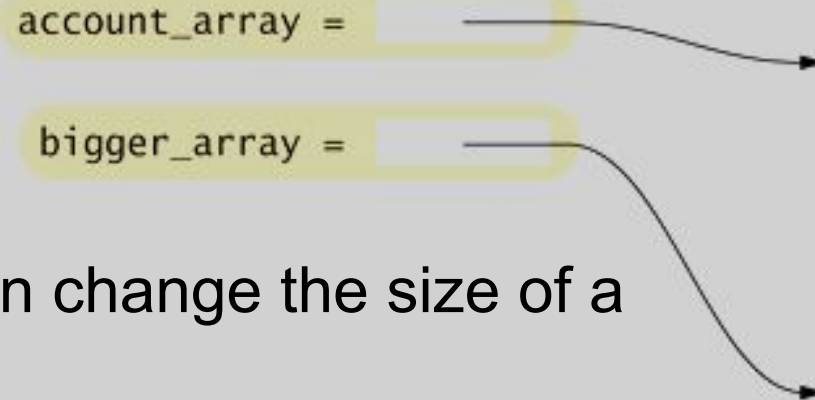 account_array =
bigger_array =
n change the size of a